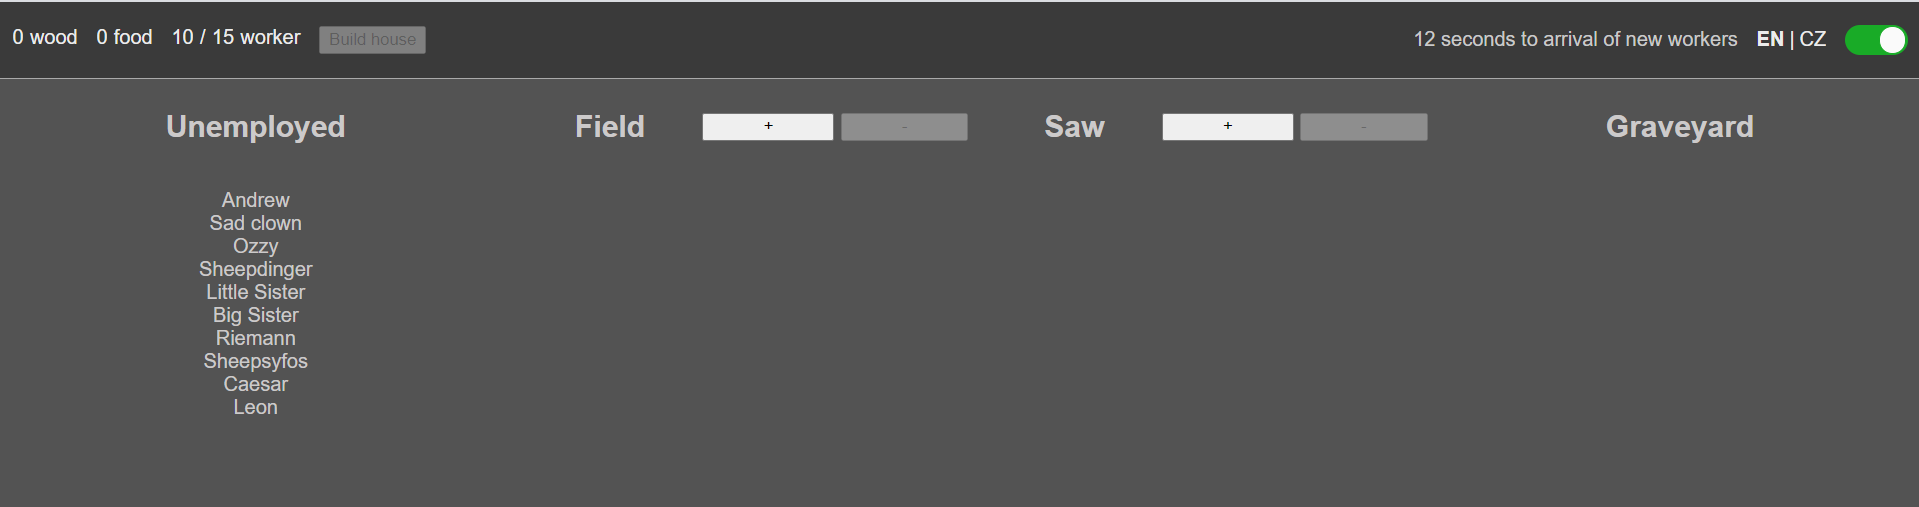 0 wood 0 food 10 / 15 worker Build house 12 seconds to arrival of new workers EN | CZ
Unemployed Field + - Saw + - Graveyard
Andrew
Sad clown
Ozzy
Sheepdinger
Little Sister
Big Sister
Riemann
Sheepsyfos
Caesar
Leon